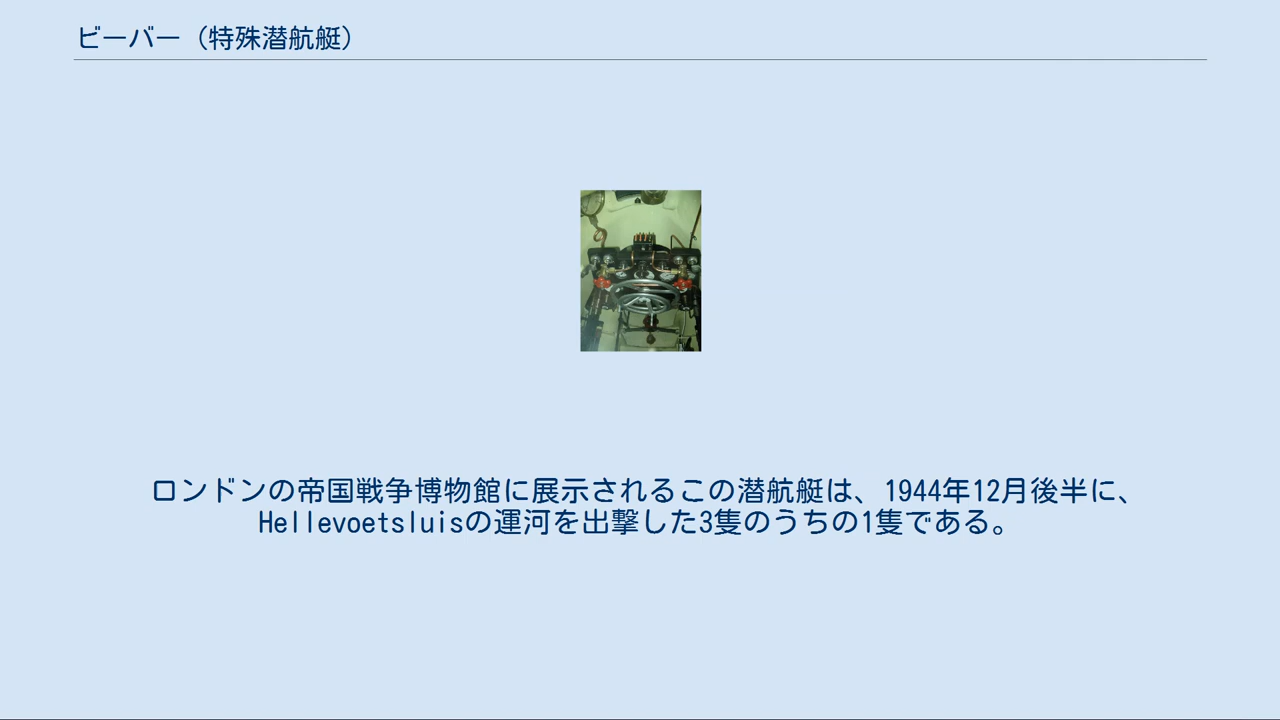 ビーバー（特殊潜航艇）
ロンドンの帝国戦争博物館に展示されるこの潜航艇は、1944年12月後半に、
Hellevoetsluisの運河を出撃した3隻のうちの1隻である。